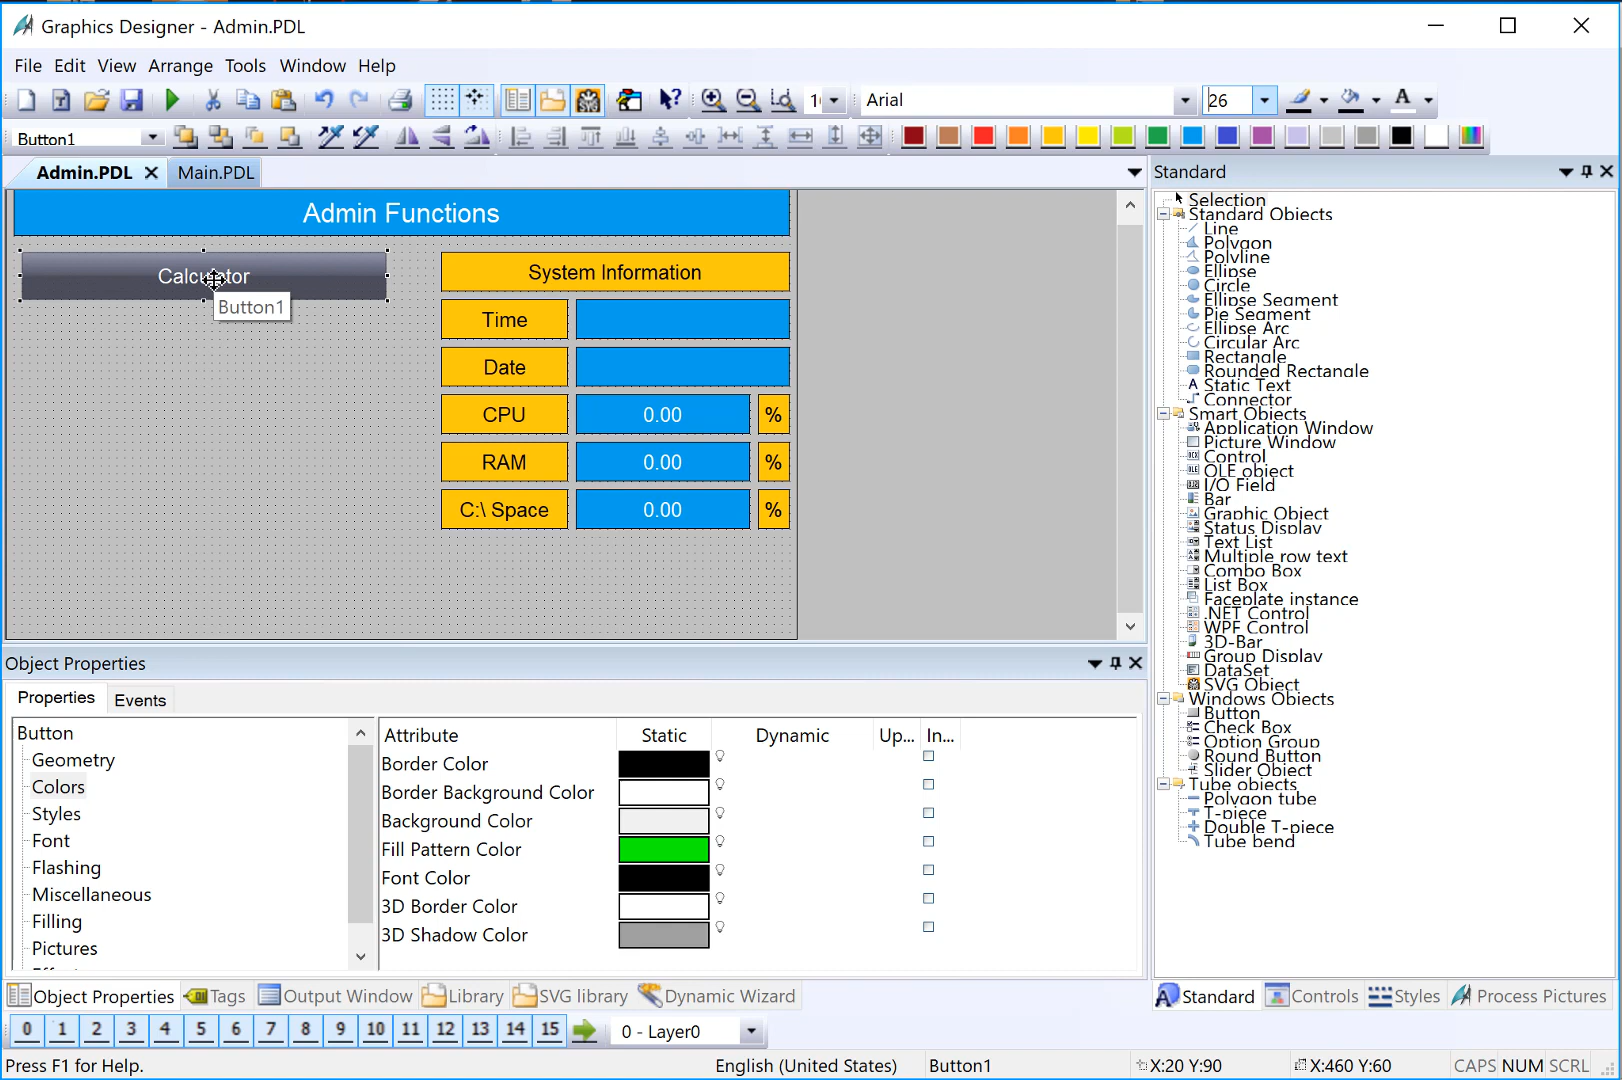 Graphics Designer - Admin.PDL
File Edit View Arrange Tools Window Help
Arial 26
Button1
Admin.PDL Main.PDL
Admin Functions
Calculator
Button1
System Information
Time
Date
CPU 0.00 %
RAM 0.00 %
C:\ Space 0.00 %
Standard
Selection
Standard Objects
Line
Polygon
Polyline
Ellipse
Circle
Ellipse Segment
Pie Segment
Ellipse Arc
Circular Arc
Rectangle
Rounded Rectangle
Static Text
Connector
Smart Objects
Application Window
Picture Window
Control
OLE object
I/O Field
Bar
Graphic Object
Status Display
Text List
Multiple row text
Combo Box
List Box
Faceplate instance
.NET Control
WPF Control
3D-Bar
Group Display
DataSet
SVG Object
Windows Objects
Button
Check Box
Option Group
Round Button
Slider Object
Tube objects
Polygon tube
T-piece
Double T-piece
Tube bend
Object Properties
Properties Events
Button
Geometry
Colors
Styles
Font
Flashing
Miscellaneous
Filling
Pictures
Attribute Static Dynamic Up... In...
Border Color
Border Background Color
Background Color
Fill Pattern Color
Font Color
3D Border Color
3D Shadow Color
Object Properties Tags Output Window Library SVG library Dynamic Wizard
Standard Controls Styles Process Pictures
0 1 2 3 4 5 6 7 8 9 10 11 12 13 14 15 0 - Layer0
Press F1 for Help. English (United States) Button1 X:20 Y:90 X:460 Y:60 CAPS NUM SCRL